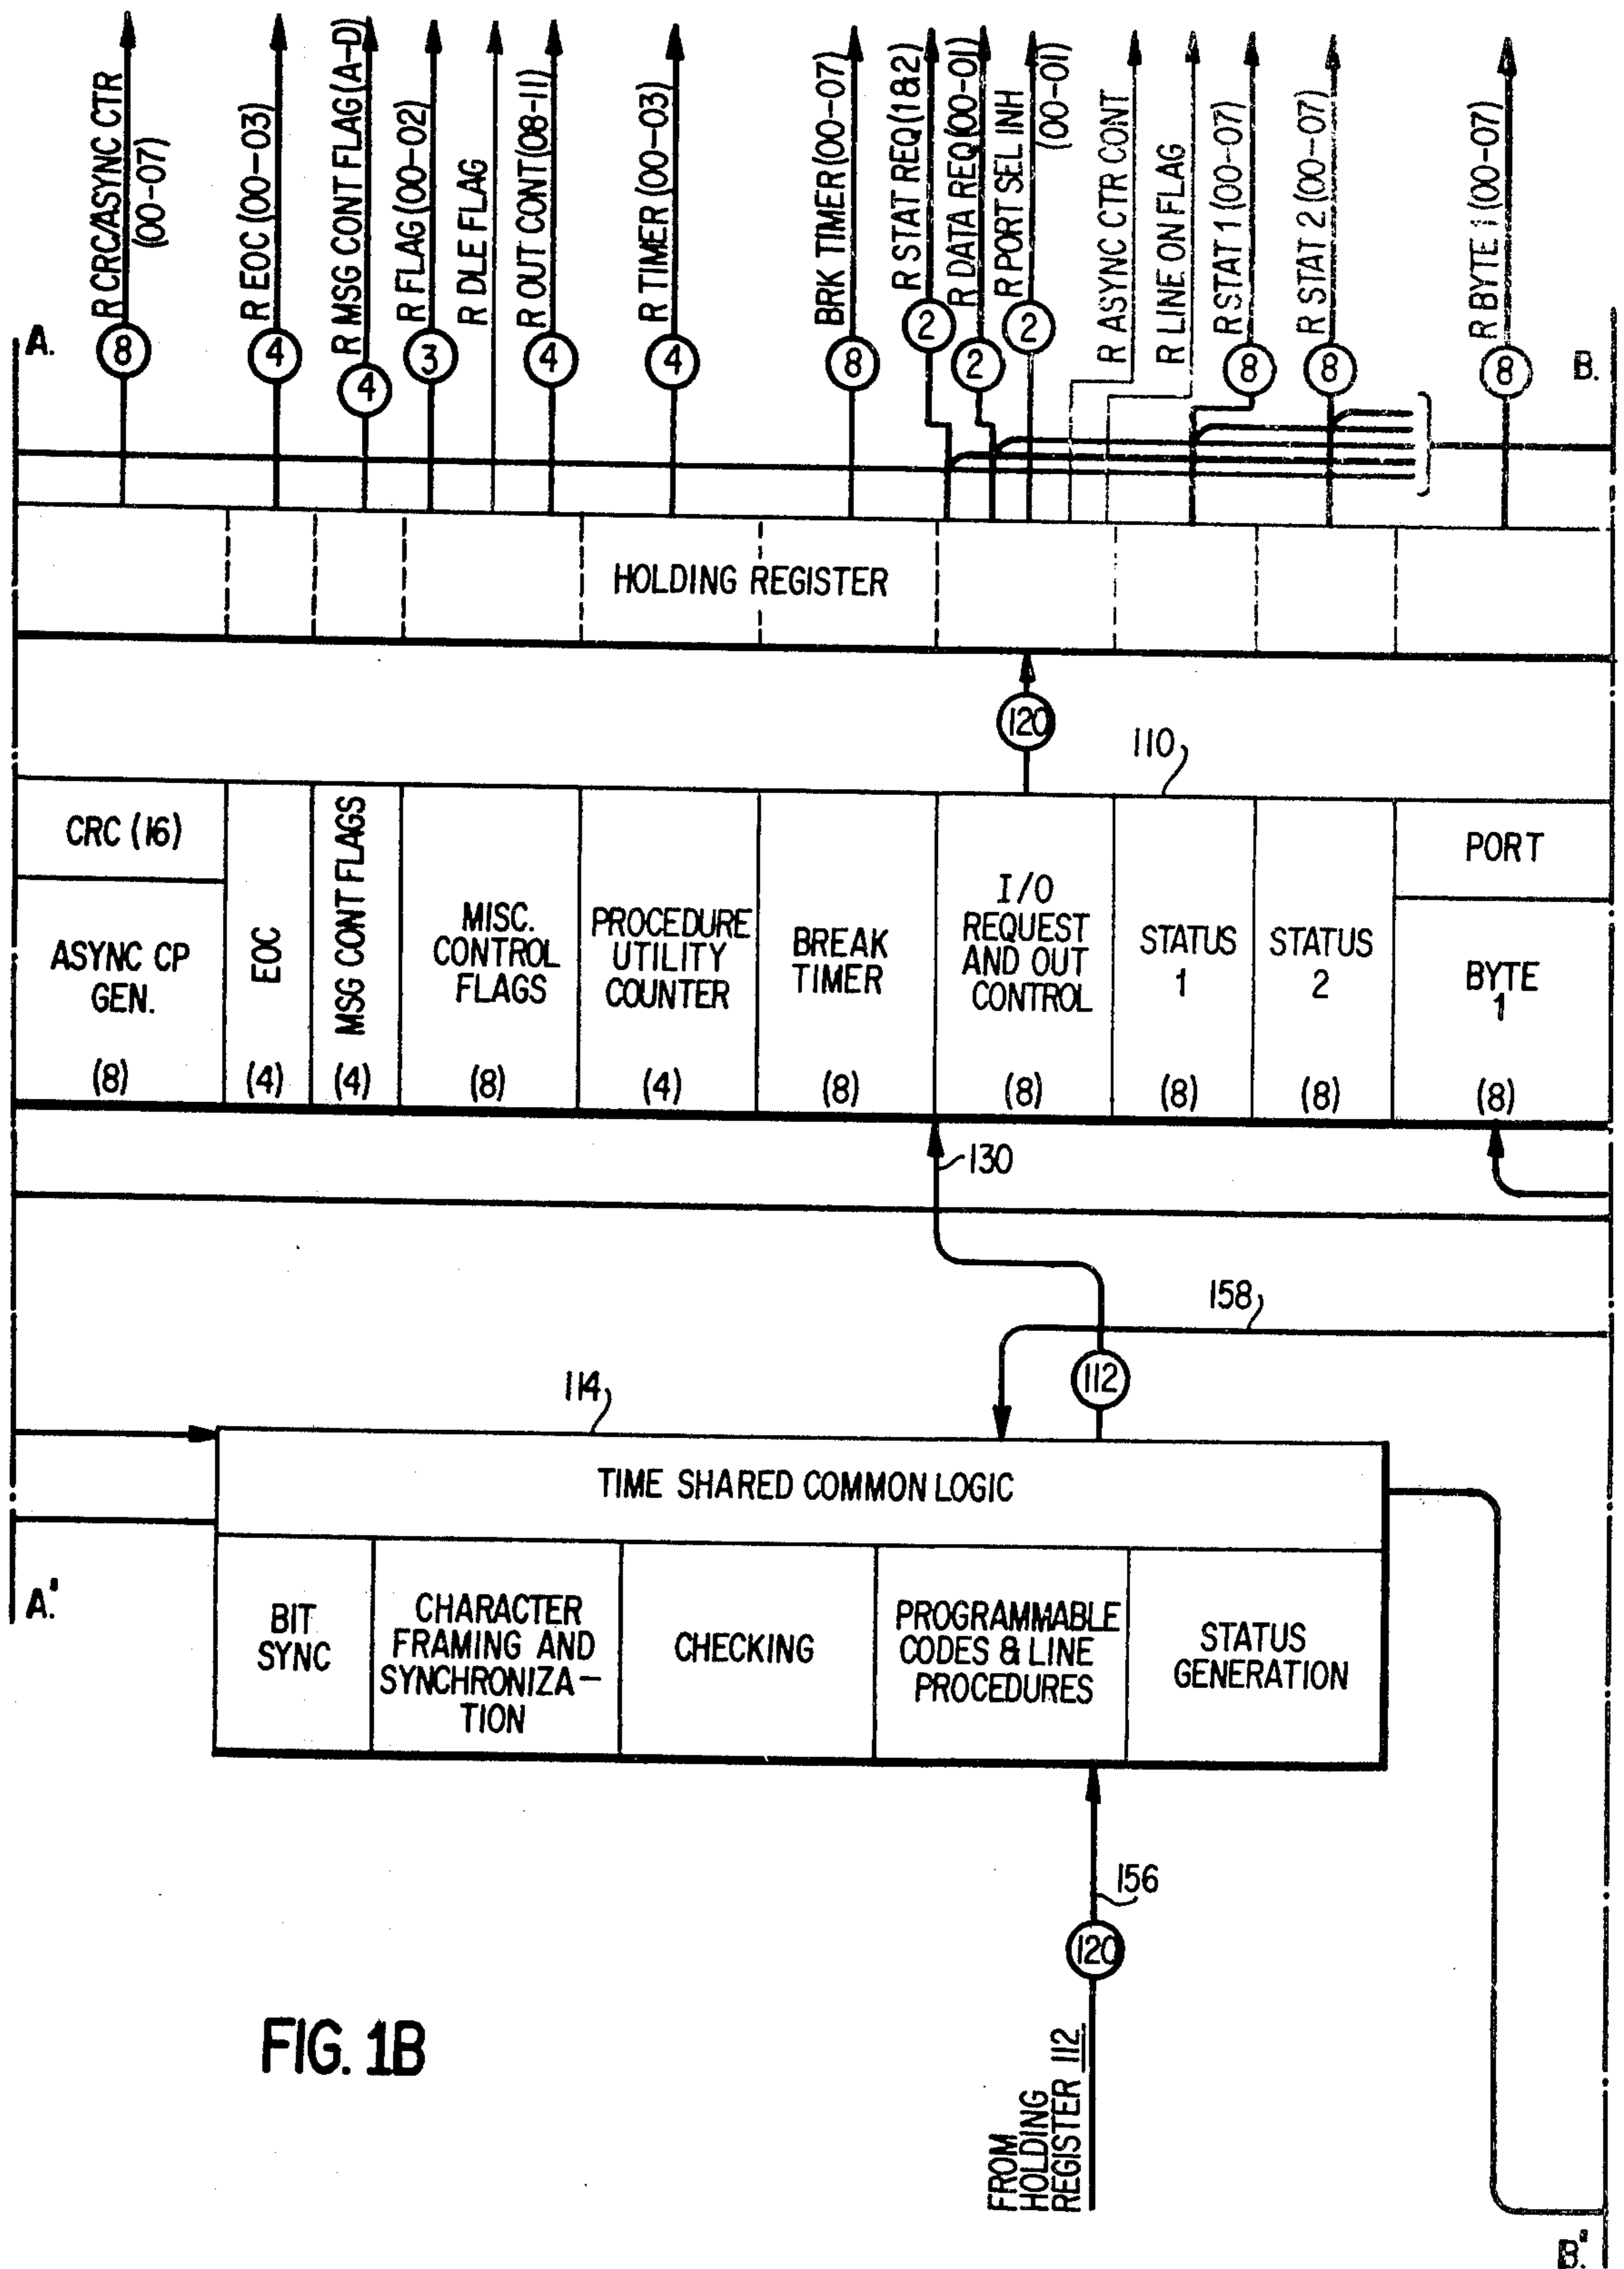 A.
R CRC/ASYNC CTR
(00-07)
R EOC (00-03)
R MSG CONT FLAG (A-D)
R FLAG (00-02)
R DLE FLAG
R OUT CONT (08-11)
R TIMER (00-03)
BRK TIMER (00-07)
R STAT REQ (1&2)
R DATA REQ (00-01)
R PORT SEL INH
(00-01)
R ASYNC CTR CONT
R LINE ON FLAG
R STAT 1 (00-07)
R STAT 2 (00-07)
R BYTE 1 (00-07)
B.
8
4
4
3
4
4
8
2
2
2
8
8
8
HOLDING REGISTER
120
110
CRC (16)
ASYNC CP
GEN.
(8)
EOC
(4)
MSG CONT FLAGS
(4)
MISC.
CONTROL
FLAGS
(8)
PROCEDURE
UTILITY
COUNTER
(4)
BREAK
TIMER
(8)
I/O
REQUEST
AND OUT
CONTROL
(8)
STATUS
1
(8)
STATUS
2
(8)
PORT
BYTE
1
(8)
130
158
112
114
TIME SHARED COMMON LOGIC
BIT
SYNC
CHARACTER
FRAMING AND
SYNCHRONIZA-
TION
CHECKING
PROGRAMMABLE
CODES & LINE
PROCEDURES
STATUS
GENERATION
A.'
156
120
FROM
HOLDING
REGISTER 112
FIG. 1B
B.'